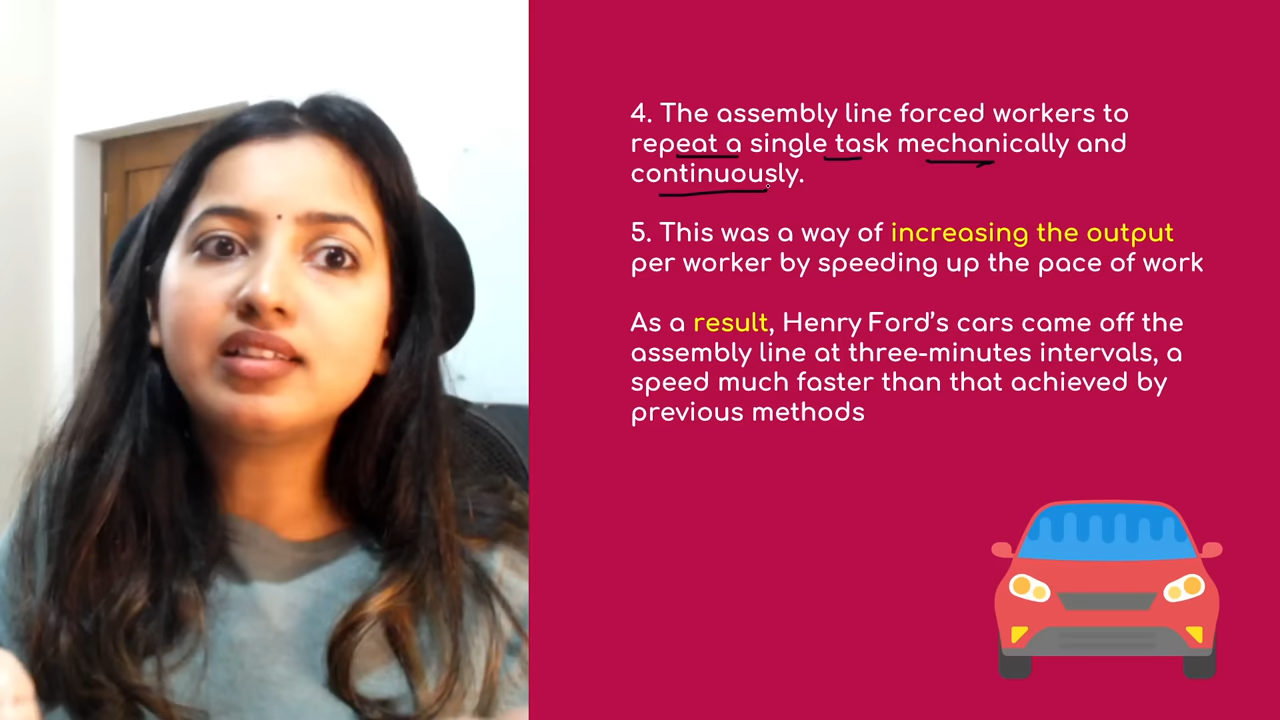 4. The assembly line forced workers to
repeat a single task mechanically and
continuously.
5. This was a way of increasing the output
per worker by speeding up the pace of work
As a result, Henry Ford’s cars came off the
assembly line at three-minutes intervals, a
speed much faster than that achieved by
previous methods